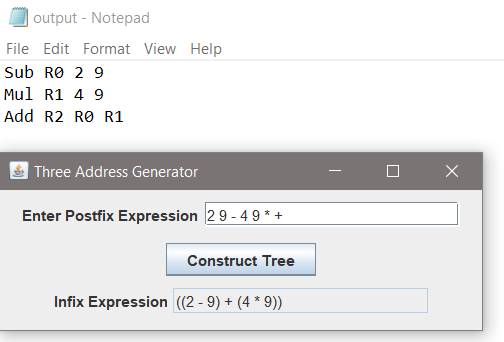 output - Notepad
File Edit Format View Help
Sub R0 2 9
Mul R1 4 9
Add R2 R0 R1
Three Address Generator
Enter Postfix Expression 2 9 - 4 9 * +
Construct Tree
Infix Expression ((2 - 9) + (4 * 9))